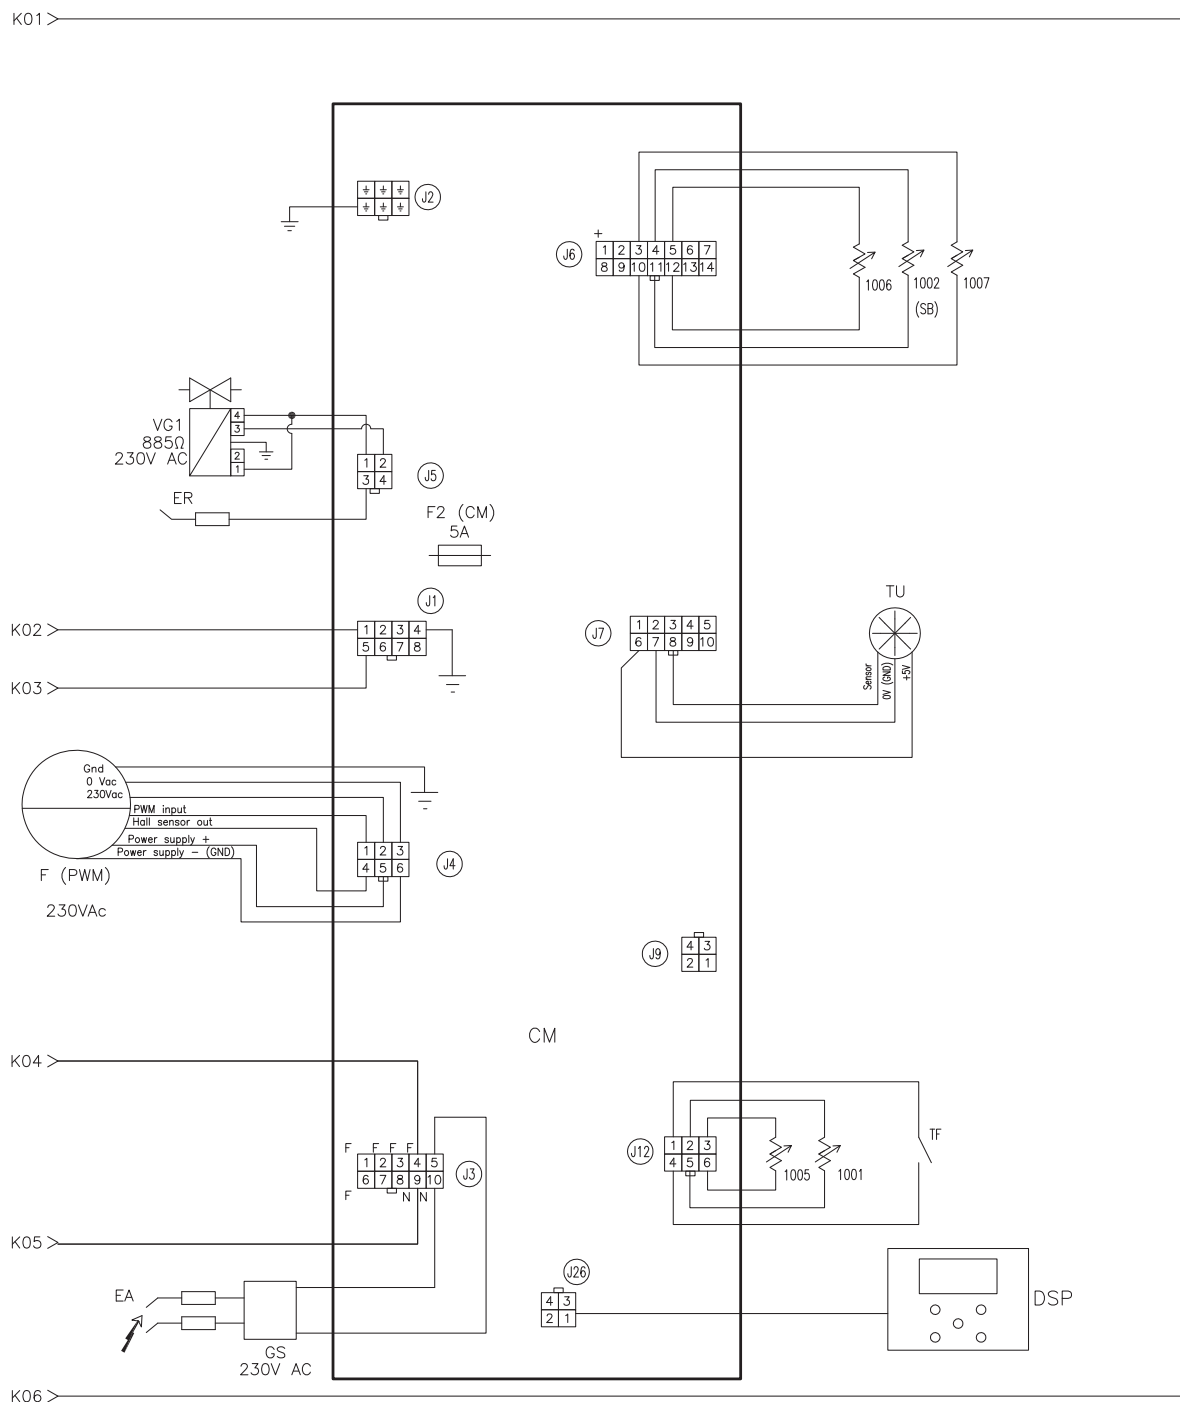 K01
J2
+
J6
1 2 3 4 5 6 7
8 9 10 11 12 13 14
1006
1002
1007
(SB)
VG1
885Ω
230V AC
4
3
2
1
1 2
3 4
J5
ER
F2 (CM)
5A
J1
K02
1 2 3 4
5 6 7 8
K03
J7
1 2 3 4 5
6 7 8 9 10
TU
Sensor
0V (GND)
+5V
Gnd
0 Vac
230Vac
PWM input
Hall sensor out
Power supply +
Power supply - (GND)
F (PWM)
230VAc
1 2 3
4 5 6
J4
J9
4 3
2 1
CM
K04
F F F F
1 2 3 4 5
6 7 8 9 10
F N N
J3
J12
1 2 3
4 5 6
1005
1001
TF
K05
EA
GS
230V AC
J26
4 3
2 1
DSP
K06